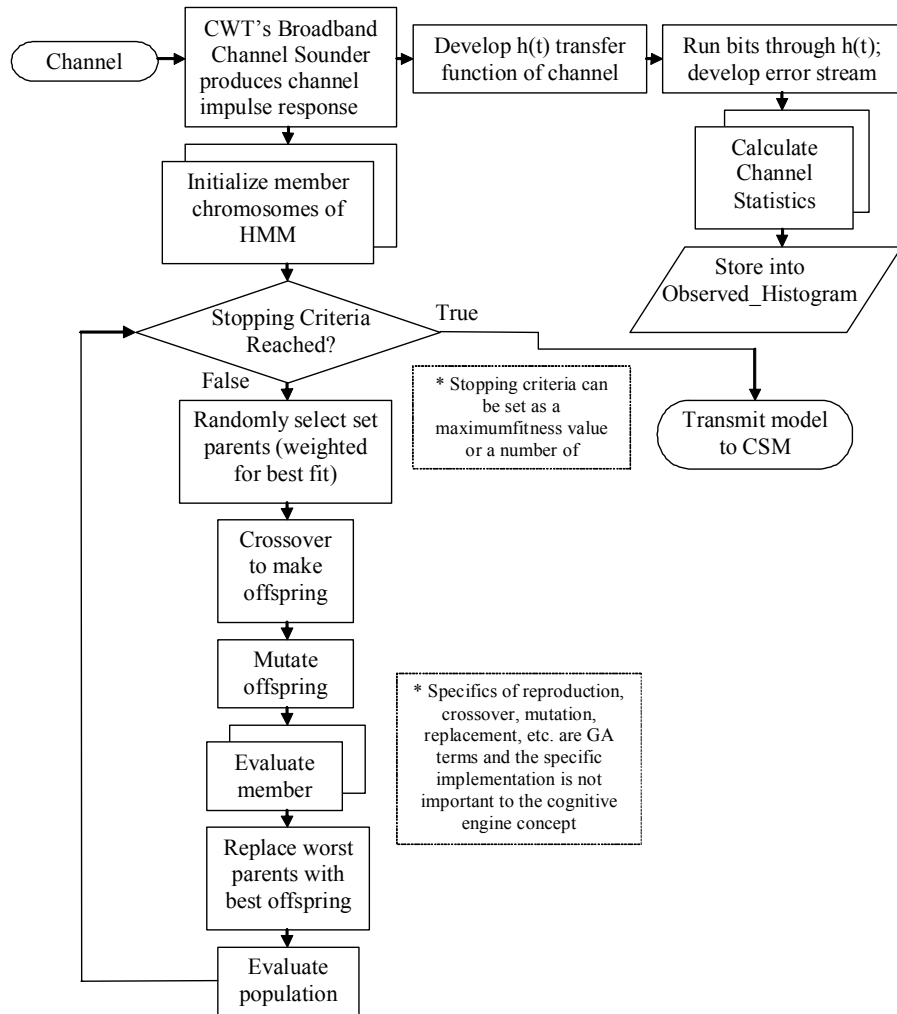 Channel
CWT's Broadband
Channel Sounder
produces channel
impulse response
Develop h(t) transfer
function of channel
Run bits through h(t);
develop error stream
Calculate
Channel
Statistics
Store into
Observed_Histogram
Initialize member
chromosomes of
HMM
Stopping Criteria
Reached?
True
False
* Stopping criteria can
be set as a
maximumfitness value
or a number of
Transmit model
to CSM
Randomly select set
parents (weighted
for best fit)
Crossover
to make
offspring
Mutate
offspring
* Specifics of reproduction,
crossover, mutation,
replacement, etc. are GA
terms and the specific
implementation is not
important to the cognitive
engine concept
Evaluate
member
Replace worst
parents with
best offspring
Evaluate
population